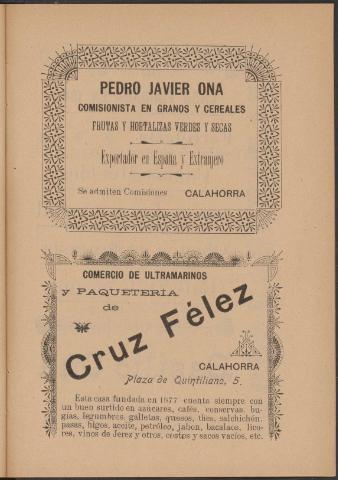 PEDRO JAVIER ONA
COMISIONISTA EN GRANOS Y CEREALES
FRUTAS Y HORTALIZAS VERDES Y SECAS
Exportador en España y Extranjero
Se admiten Comisiones CALAHORRA
COMERCIO DE ULTRAMARINOS
Y PAQUETERÍA
de
Cruz Félez
CALAHORRA
Plaza de Quintiliano, 5.
Esta casa fundada en 1877 cuenta siempre con
un buen surtido en azúcares, cafés, conservas, bu-
gias, legumbres, galletas, quesos, thes, salchichón,
pasas, higos, aceite, petróleo, jabon, bacalaos, lico-
res, vinos de Jerez y otros, cestos y sacos vacíos, etc.